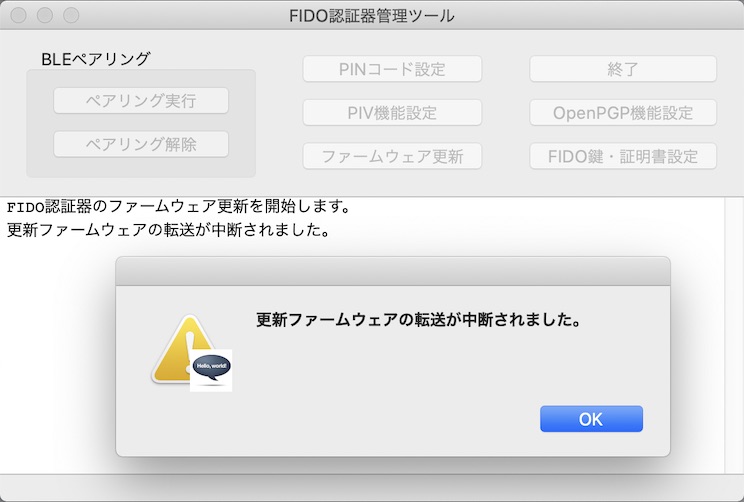 FIDO認証器管理ツール
BLEペアリング
ペアリング実行
ペアリング解除
PINコード設定
終了
PIV機能設定
OpenPGP機能設定
ファームウェア更新
FIDO鍵・証明書設定
FIDO認証器のファームウェア更新を開始します。
更新ファームウェアの転送が中断されました。
更新ファームウェアの転送が中断されました。
Hello, world!
OK